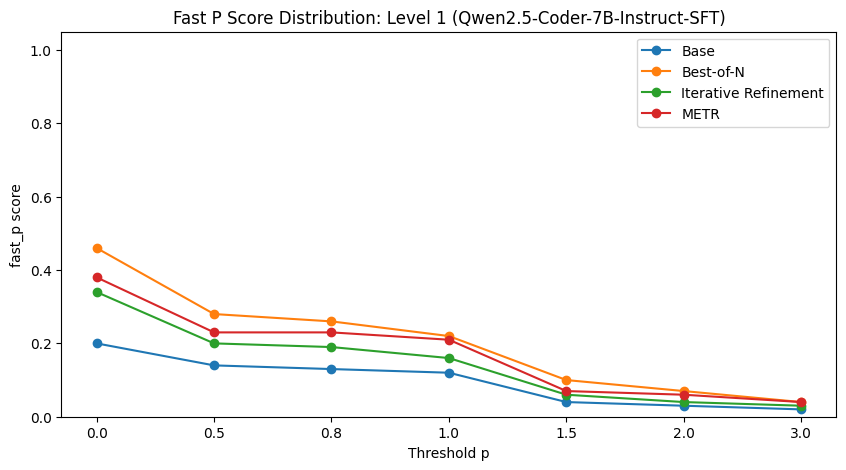 Fast P Score Distribution: Level 1 (Qwen2.5-Coder-7B-Instruct-SFT)
Base
Best-of-N
Iterative Refinement
METR
fast_p score
1.0
0.8
0.6
0.4
0.2
0.0
0.0 0.5 0.8 1.0 1.5 2.0 3.0
Threshold p